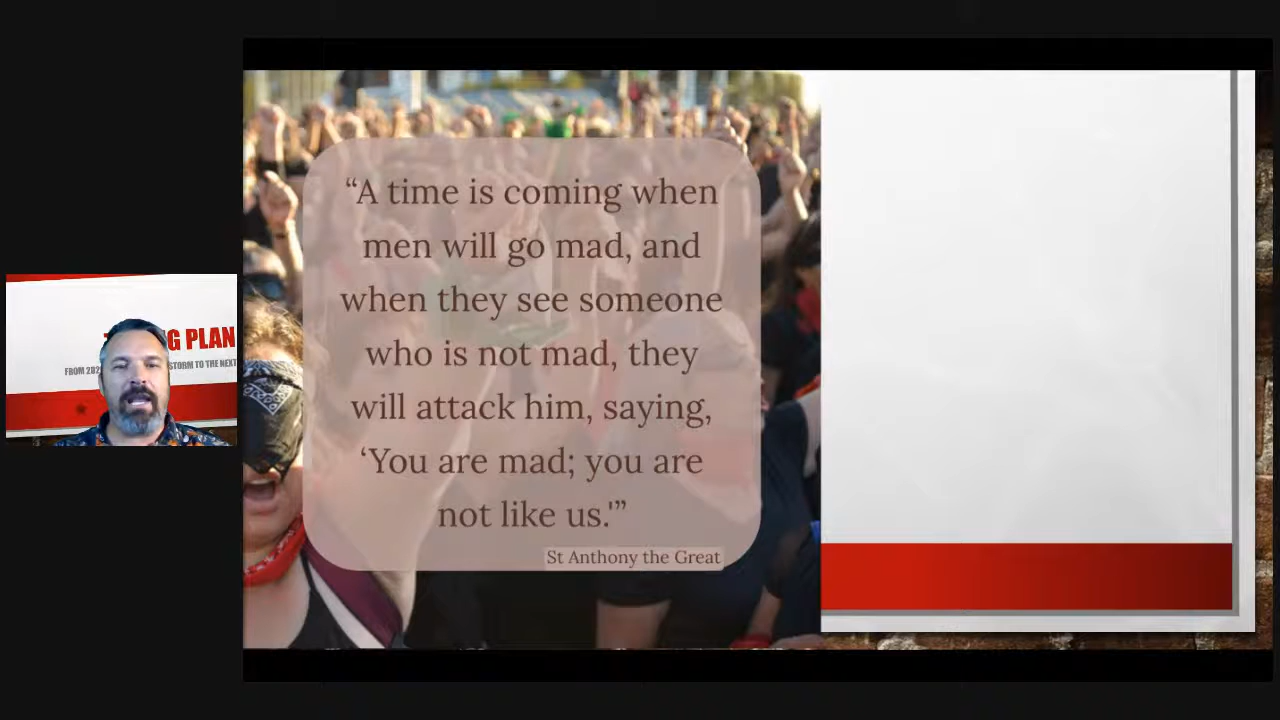 G PLAN
FROM 202
STORM TO THE NEXT
“A time is coming when
men will go mad, and
when they see someone
who is not mad, they
will attack him, saying,
‘You are mad; you are
not like us.'”
St Anthony the Great